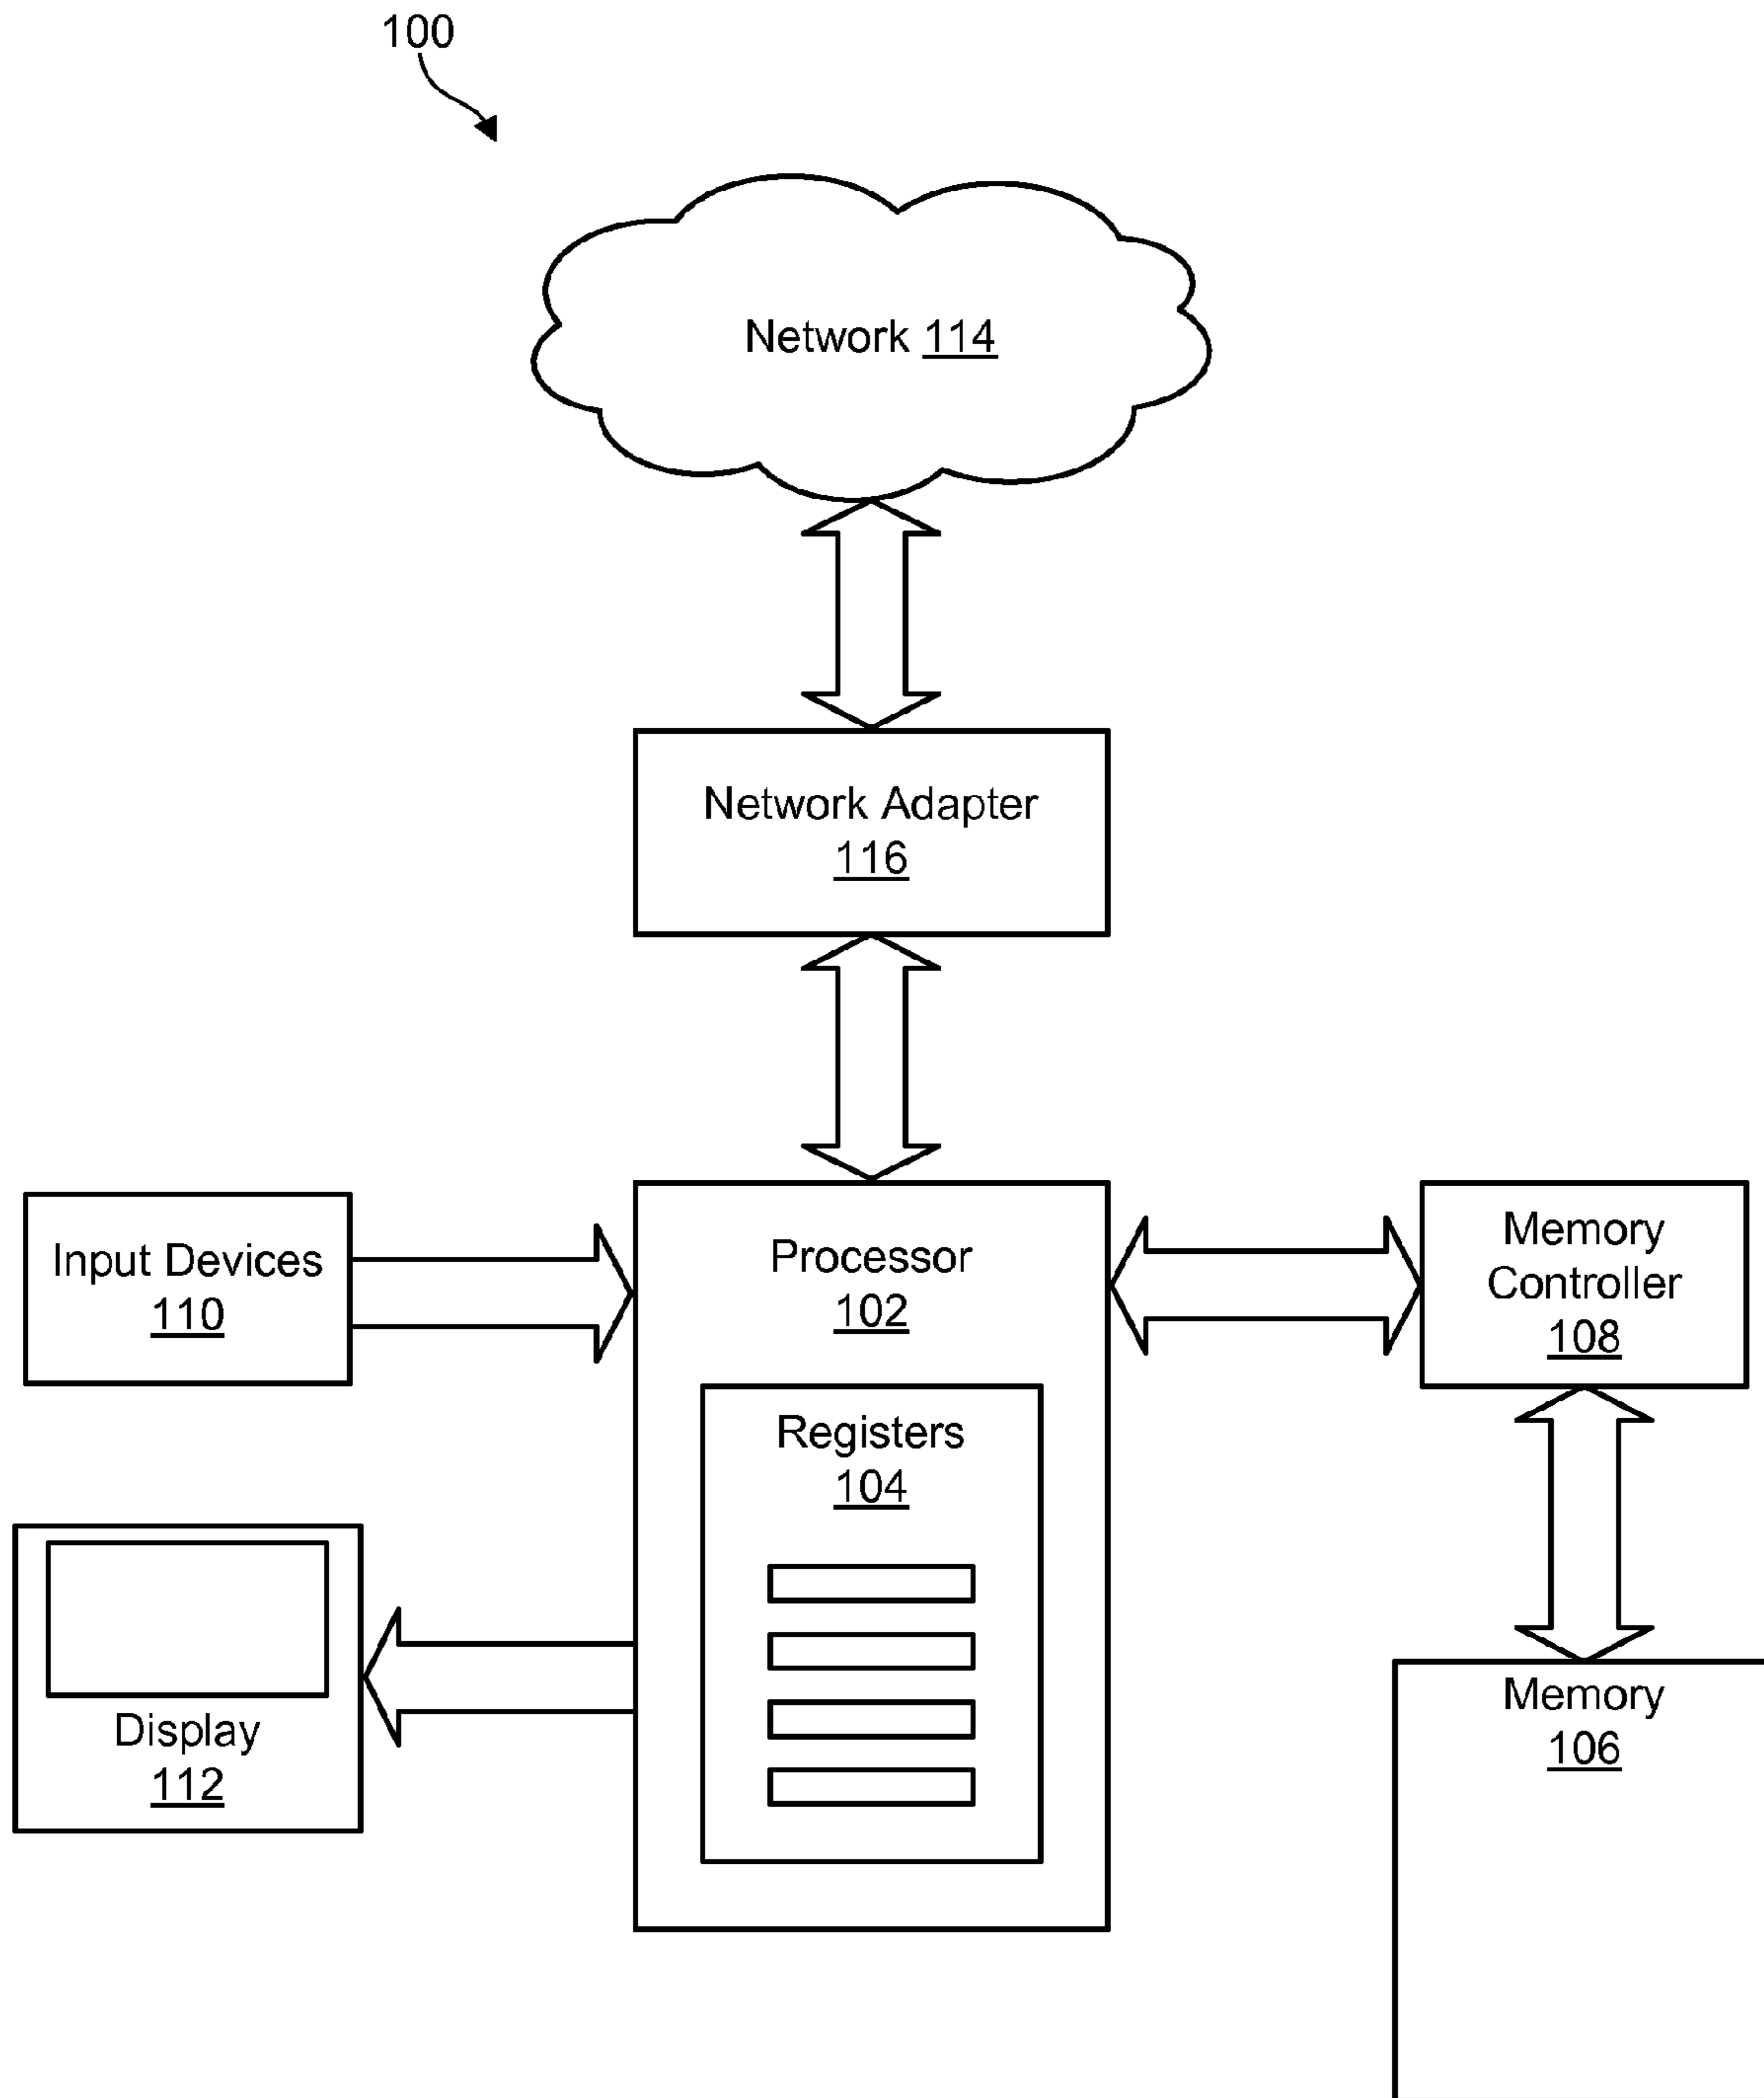 100
Network 114
Network Adapter
116
Input Devices
110
Processor
102
Memory
Controller
108
Registers
104
Display
112
Memory
106